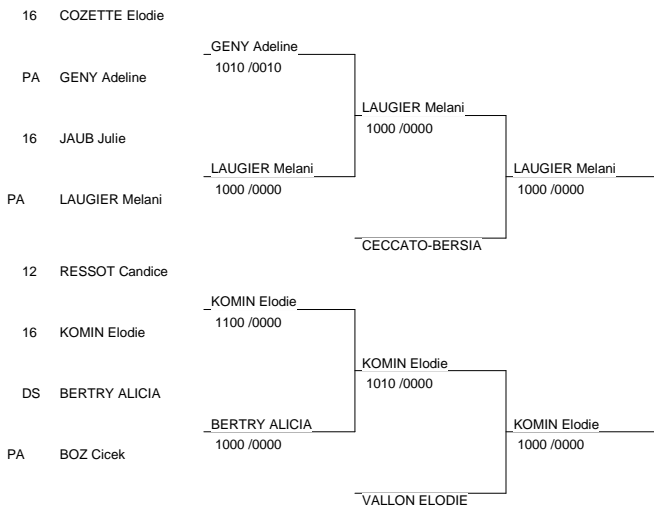 16 COZETTE Elodie
GENY Adeline
1010 /0010
PA GENY Adeline
LAUGIER Melani
1000 /0000
16 JAUB Julie
LAUGIER Melani
1000 /0000
LAUGIER Melani
1000 /0000
PA LAUGIER Melani
CECCATO-BERSIA
12 RESSOT Candice
KOMIN Elodie
1100 /0000
16 KOMIN Elodie
KOMIN Elodie
1010 /0000
DS BERTRY ALICIA
BERTRY ALICIA
1000 /0000
KOMIN Elodie
1000 /0000
PA BOZ Cicek
VALLON ELODIE